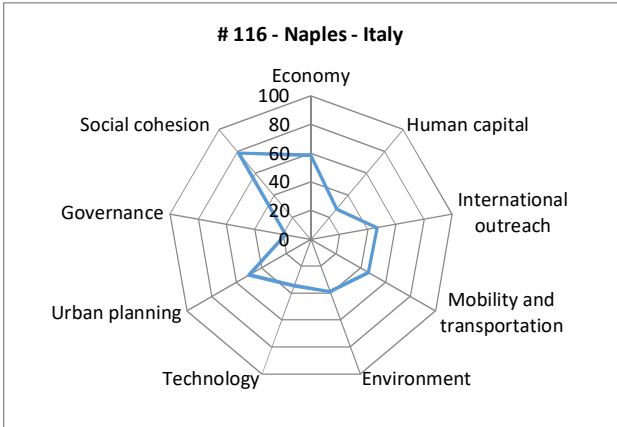 # 116 - Naples - Italy
Economy
100
80
60
40
20
0
Human capital
International
outreach
Mobility and
transportation
Environment
Technology
Urban planning
Governance
Social cohesion